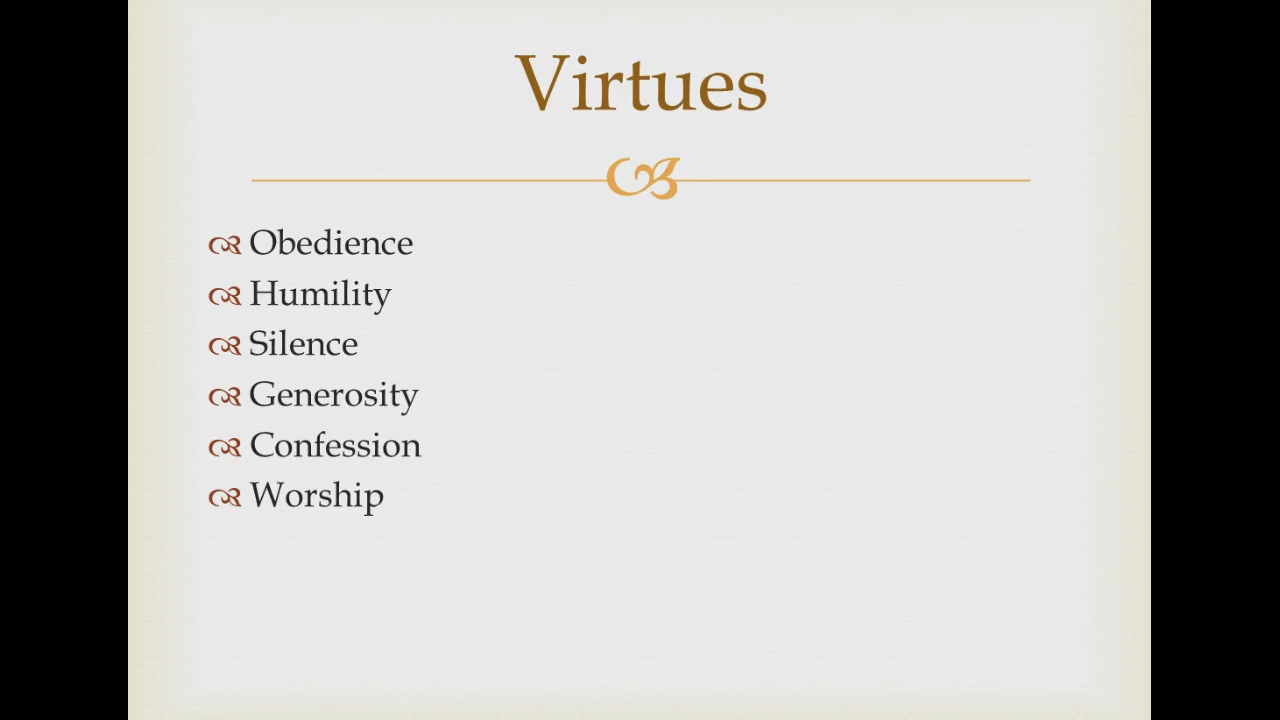 Virtues
Obedience
Humility
Silence
Generosity
Confession
Worship